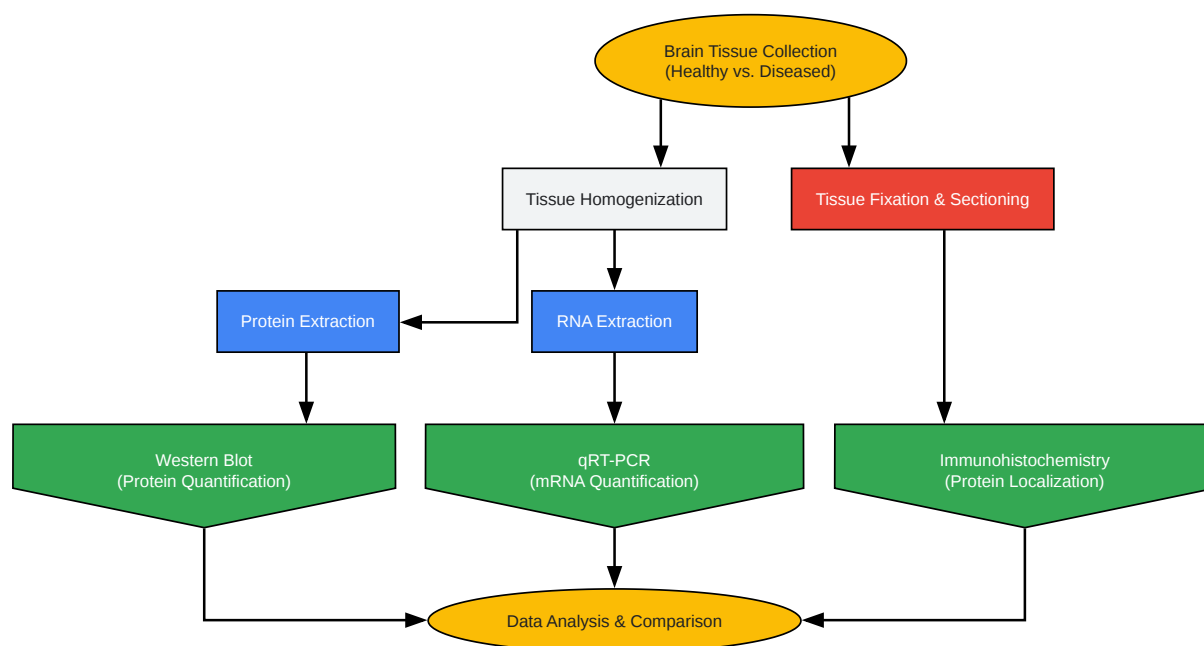 Brain Tissue Collection
(Healthy vs. Diseased)
Tissue Homogenization
Tissue Fixation & Sectioning
Protein Extraction
RNA Extraction
Western Blot
(Protein Quantification)
qRT-PCR
(mRNA Quantification)
Immunohistochemistry
(Protein Localization)
Data Analysis & Comparison